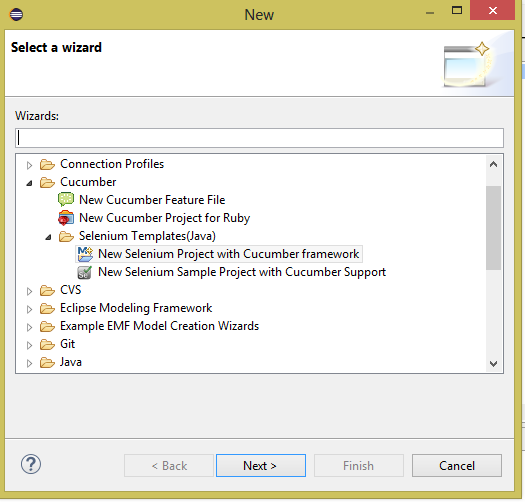 New
Select a wizard
Wizards:
Connection Profiles
Cucumber
New Cucumber Feature File
New Cucumber Project for Ruby
Selenium Templates(Java)
New Selenium Project with Cucumber framework
New Selenium Sample Project with Cucumber Support
CVS
Eclipse Modeling Framework
Example EMF Model Creation Wizards
Git
Java
? < Back Next > Finish Cancel